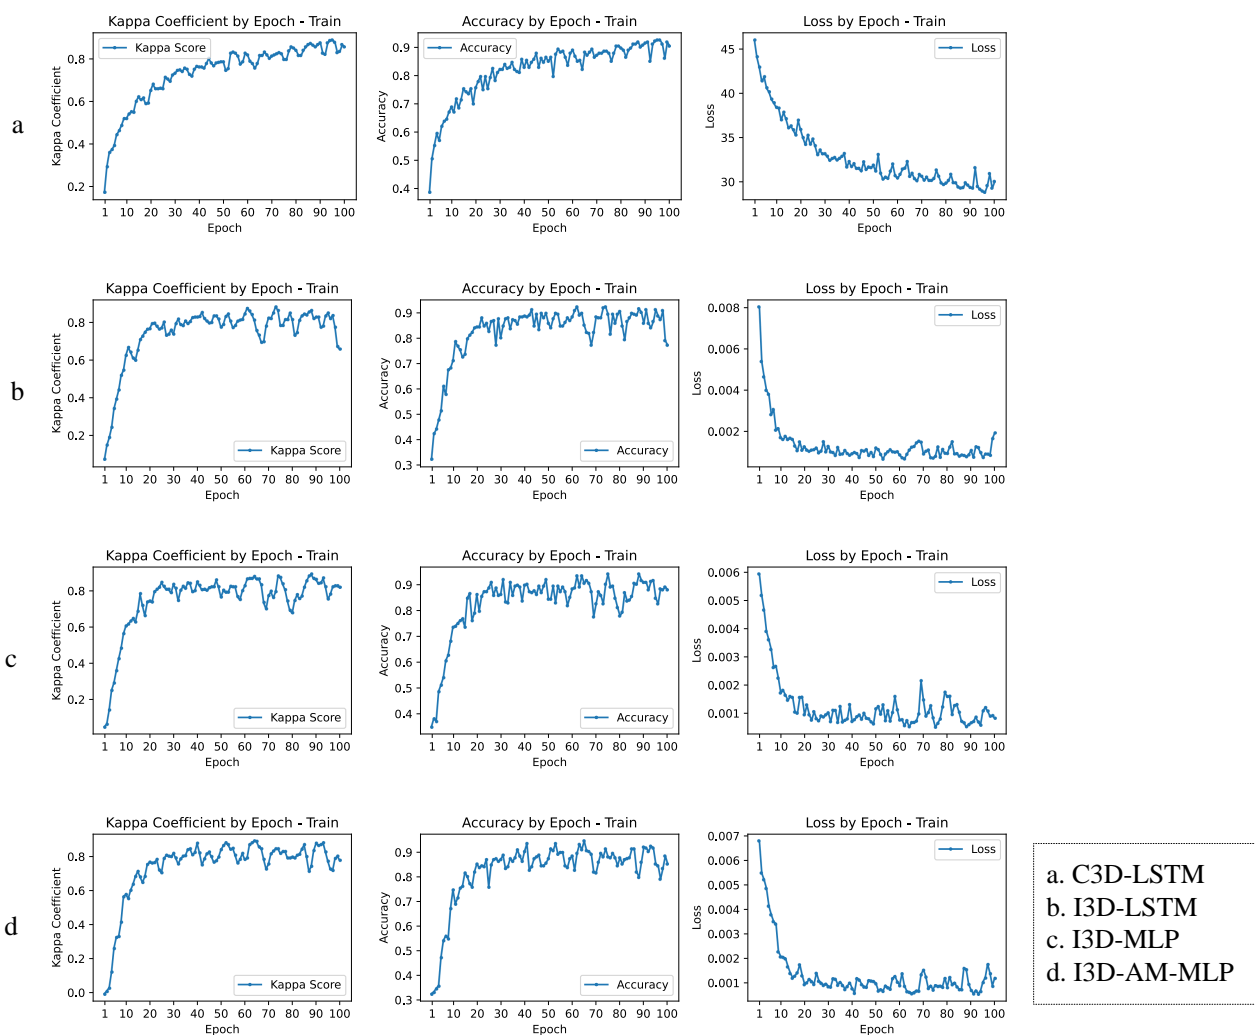 Kappa Coefficient by Epoch - Train
Accuracy by Epoch - Train
Loss by Epoch - Train
a
Kappa Coefficient
0.8
0.6
0.4
0.2
Kappa Score
1 10 20 30 40 50 60 70 80 90 100
Epoch
Accuracy
0.9
0.8
0.7
0.6
0.5
0.4
Accuracy
1 10 20 30 40 50 60 70 80 90 100
Epoch
Loss
45
40
35
30
Loss
1 10 20 30 40 50 60 70 80 90 100
Epoch
Kappa Coefficient by Epoch - Train
Accuracy by Epoch - Train
Loss by Epoch - Train
b
Kappa Coefficient
0.8
0.6
0.4
0.2
Kappa Score
1 10 20 30 40 50 60 70 80 90 100
Epoch
Accuracy
0.9
0.8
0.7
0.6
0.5
0.4
0.3
Accuracy
1 10 20 30 40 50 60 70 80 90 100
Epoch
Loss
0.008
0.006
0.004
0.002
Loss
1 10 20 30 40 50 60 70 80 90 100
Epoch
Kappa Coefficient by Epoch - Train
Accuracy by Epoch - Train
Loss by Epoch - Train
c
Kappa Coefficient
0.8
0.6
0.4
0.2
Kappa Score
1 10 20 30 40 50 60 70 80 90 100
Epoch
Accuracy
0.9
0.8
0.7
0.6
0.5
0.4
Accuracy
1 10 20 30 40 50 60 70 80 90 100
Epoch
Loss
0.006
0.005
0.004
0.003
0.002
0.001
Loss
1 10 20 30 40 50 60 70 80 90 100
Epoch
Kappa Coefficient by Epoch - Train
Accuracy by Epoch - Train
Loss by Epoch - Train
d
Kappa Coefficient
0.8
0.6
0.4
0.2
0.0
Kappa Score
1 10 20 30 40 50 60 70 80 90 100
Epoch
Accuracy
0.9
0.8
0.7
0.6
0.5
0.4
0.3
Accuracy
1 10 20 30 40 50 60 70 80 90 100
Epoch
Loss
0.007
0.006
0.005
0.004
0.003
0.002
0.001
Loss
1 10 20 30 40 50 60 70 80 90 100
Epoch
a. C3D-LSTM
b. I3D-LSTM
c. I3D-MLP
d. I3D-AM-MLP